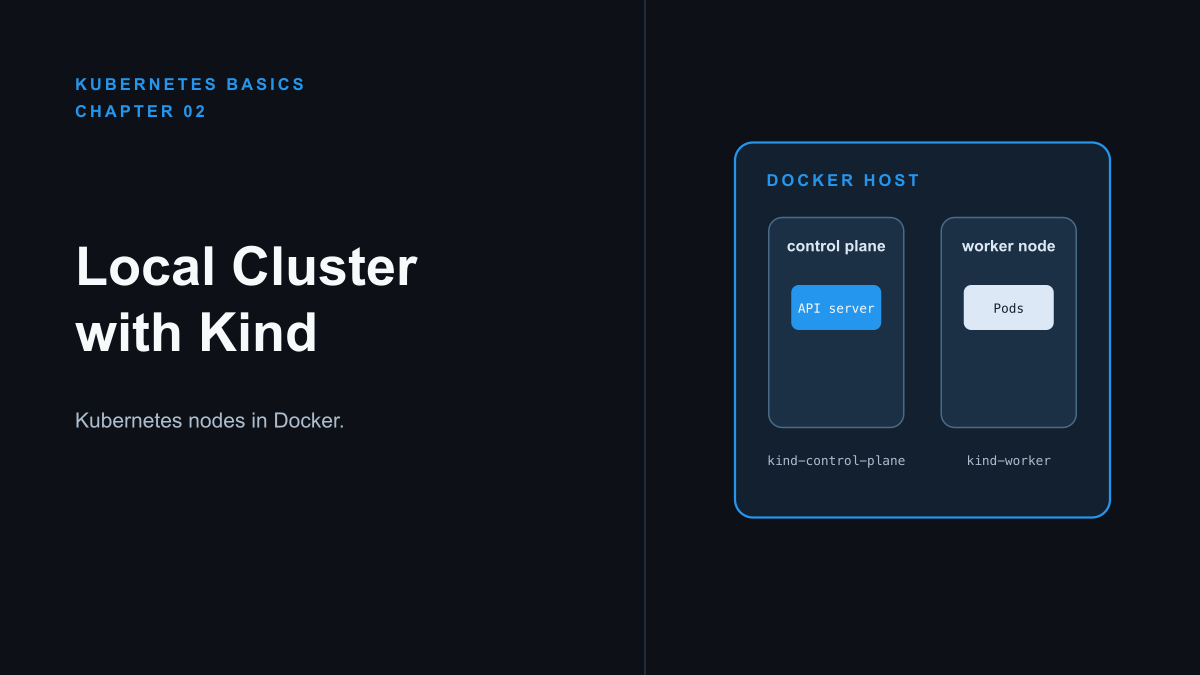 KUBERNETES BASICS
CHAPTER 02
Local Cluster
with Kind
Kubernetes nodes in Docker.
DOCKER HOST
control plane
API server
kind-control-plane
worker node
Pods
kind-worker